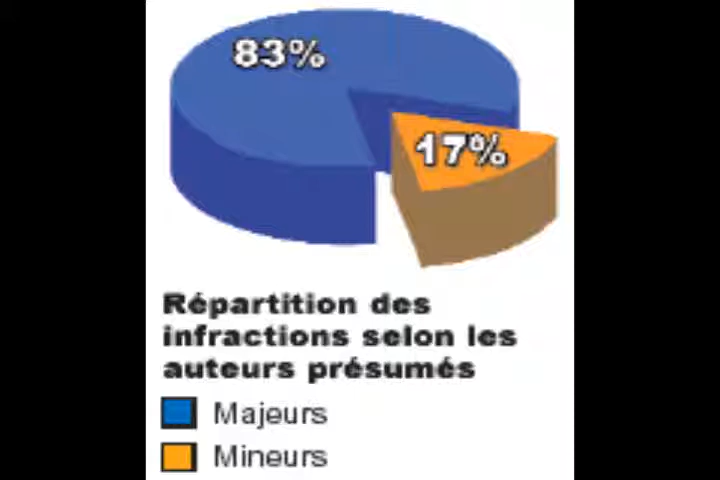 83%
17%
Répartition des
infractions selon les
auteurs présumés
Majeurs
Mineurs